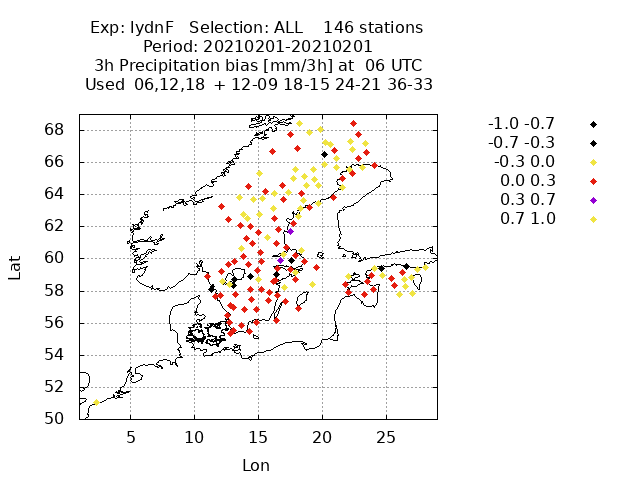 Exp: IydnF Selection: ALL 146 stations
Period: 20210201-20210201
3h Precipitation bias [mm/3h] at 06 UTC
Used 06,12,18 + 12-09 18-15 24-21 36-33
-1.0 -0.7
-0.7 -0.3
-0.3 0.0
0.0 0.3
0.3 0.7
0.7 1.0
68
66
64
62
60
58
56
54
52
50
Lat
5 10 15 20 25
Lon